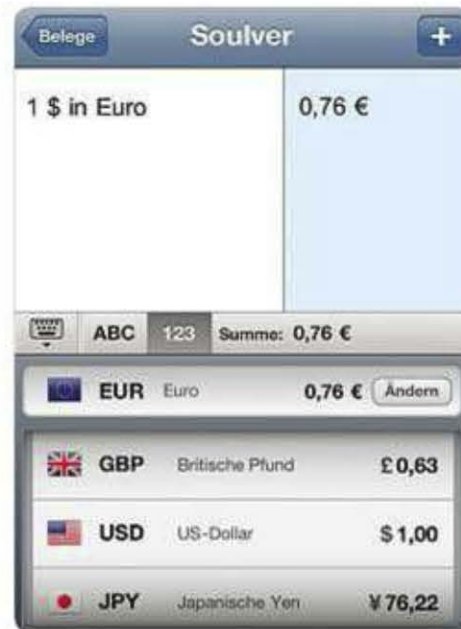 Belege Soulver +
1 $ in Euro 0,76 €
ABC 123 Summe: 0,76 €
EUR Euro 0,76 € Ändern
GBP Britische Pfund £0,63
USD US-Dollar $1,00
JPY Japanische Yen ¥76,22